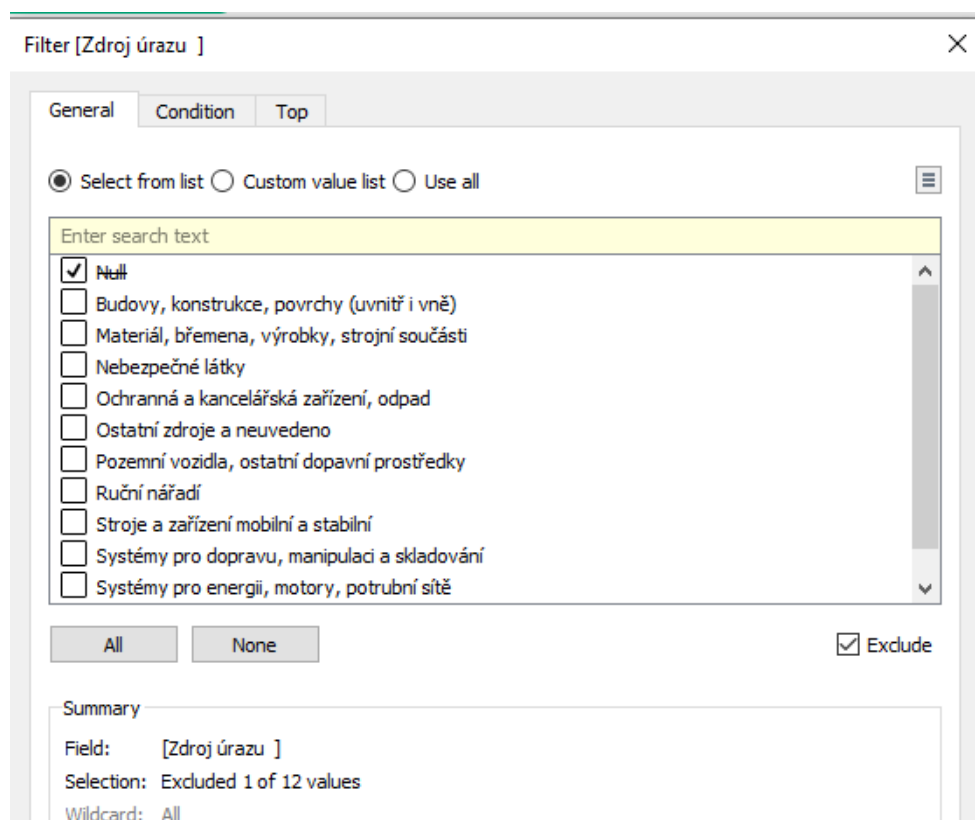 Filter [Zdroj úrazu  ]
General Condition Top
Select from list Custom value list Use all
Enter search text
Null
Budovy, konstrukce, povrchy (uvnitř i vně)
Materiál, břemena, výrobky, strojní součásti
Nebezpečné látky
Ochranná a kancelářská zařízení, odpad
Ostatní zdroje a neuvedeno
Pozemní vozidla, ostatní dopavní prostředky
Ruční nářadí
Stroje a zařízení mobilní a stabilní
Systémy pro dopravu, manipulaci a skladování
Systémy pro energii, motory, potrubní sítě
All None Exclude
Summary
Field: [Zdroj úrazu  ]
Selection: Excluded 1 of 12 values
Wildcard: All